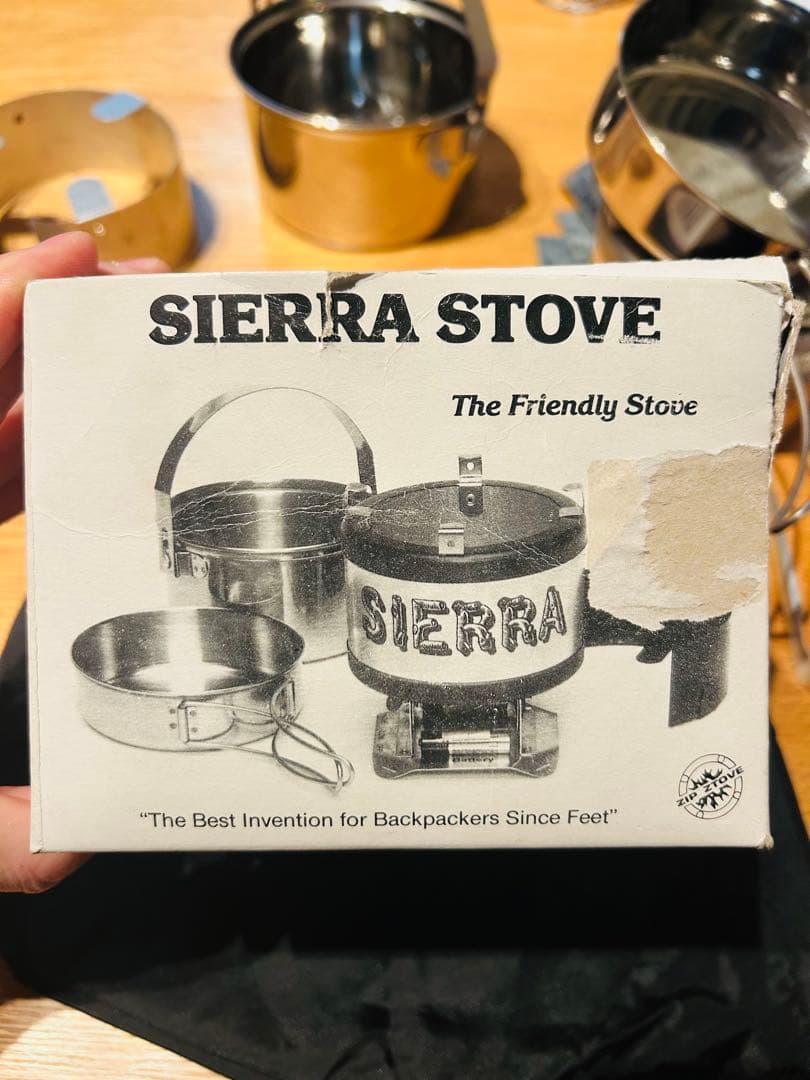 SIERRA STOVE
The Friendly Stove
SIERRA
Battery
ZIP ZTOVE
“The Best Invention for Backpackers Since Feet”